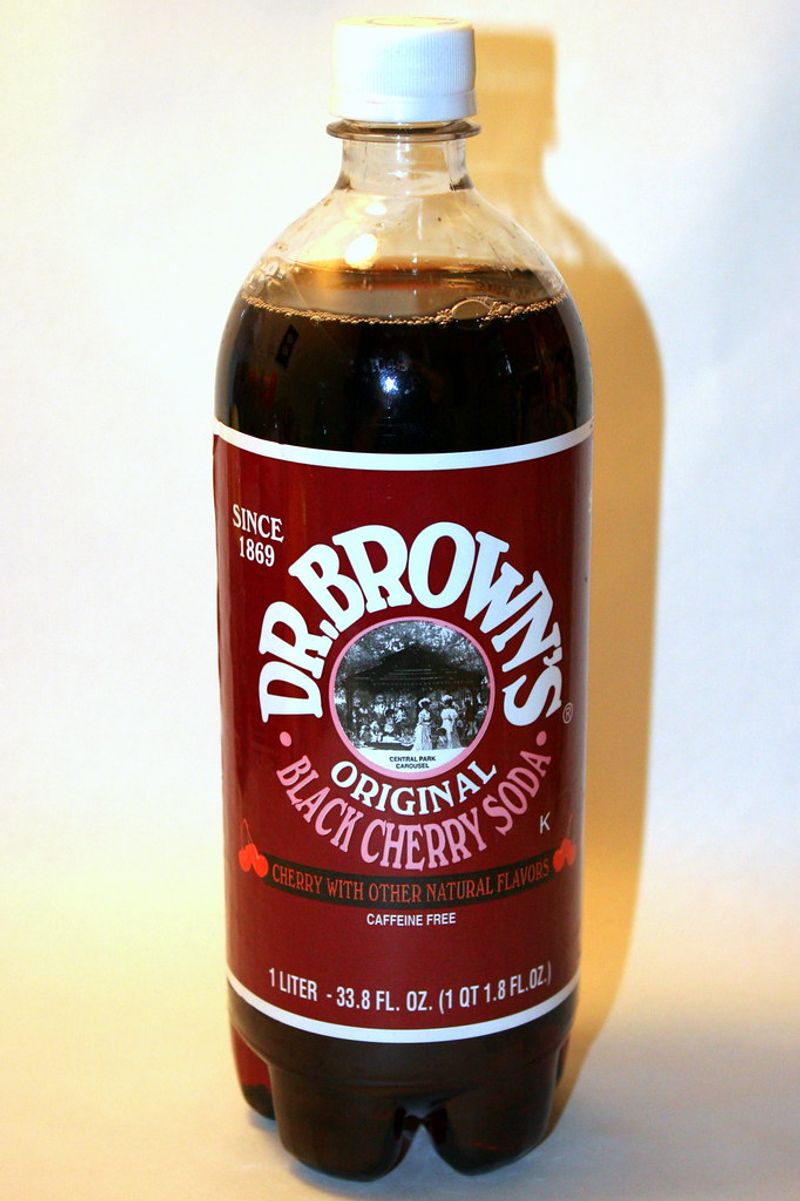 SINCE
1869
DR. BROWN'S
®
CENTRAL PARK
CAROUSEL
ORIGINAL
BLACK CHERRY SODA
K
CHERRY WITH OTHER NATURAL FLAVORS
CAFFEINE FREE
1 LITER - 33.8 FL. OZ. (1 QT 1.8 FL.OZ.)